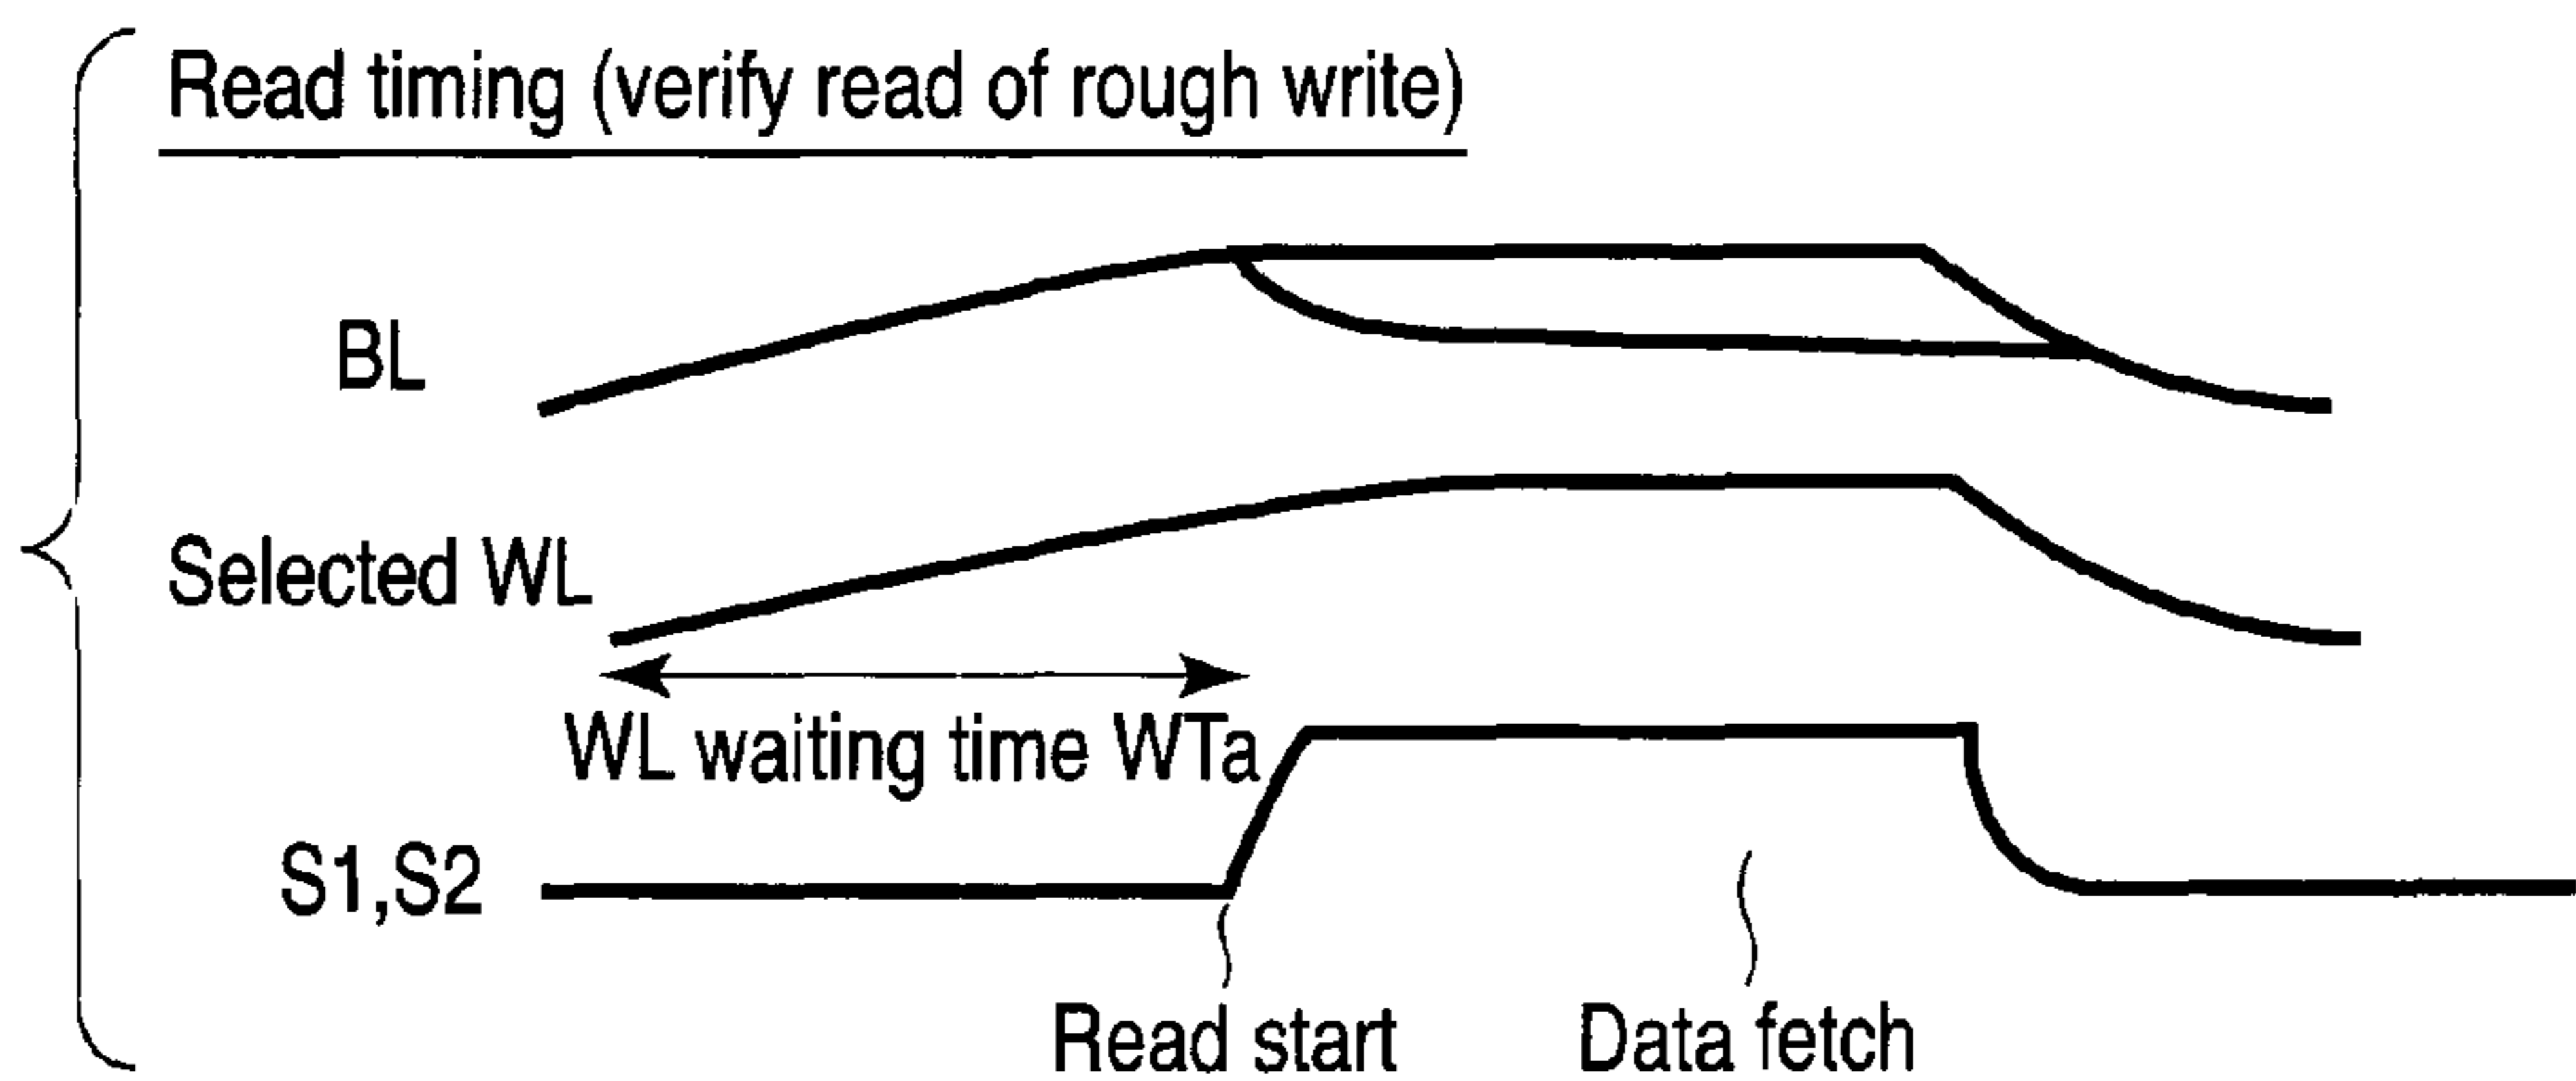 Read timing (verify read of rough write)
BL
Selected WL
WL waiting time WTa
S1,S2
Read start
Data fetch